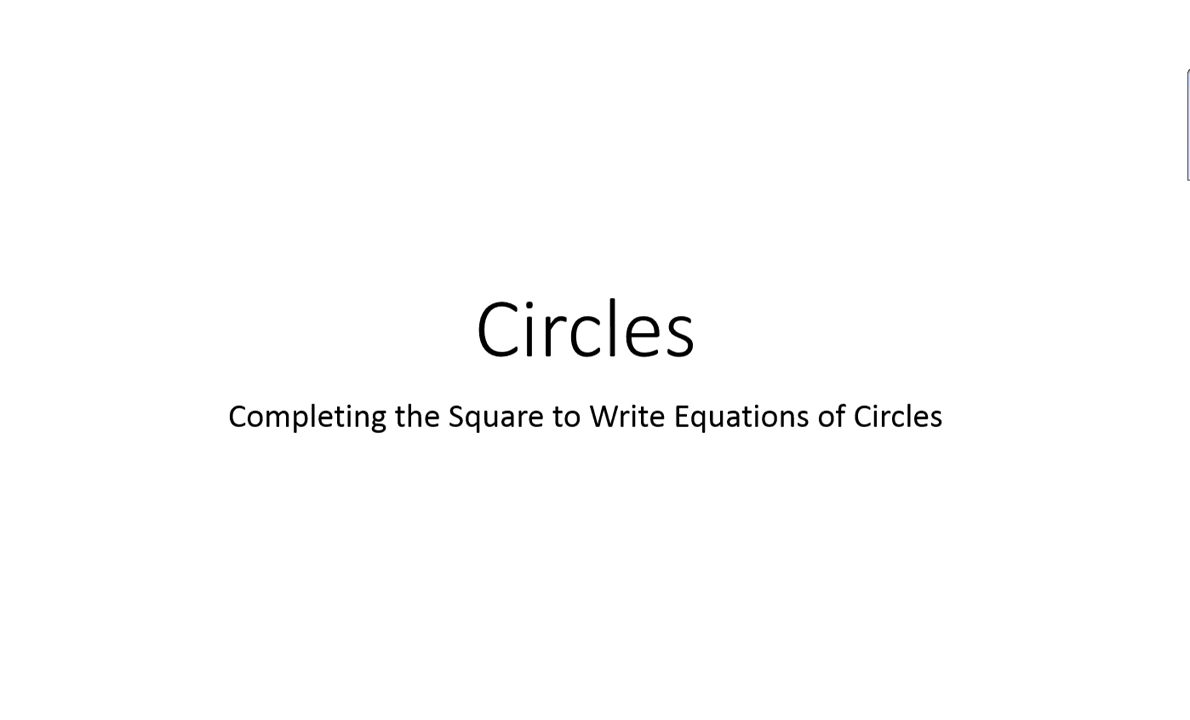 Circles
Completing the Square to Write Equations of Circles